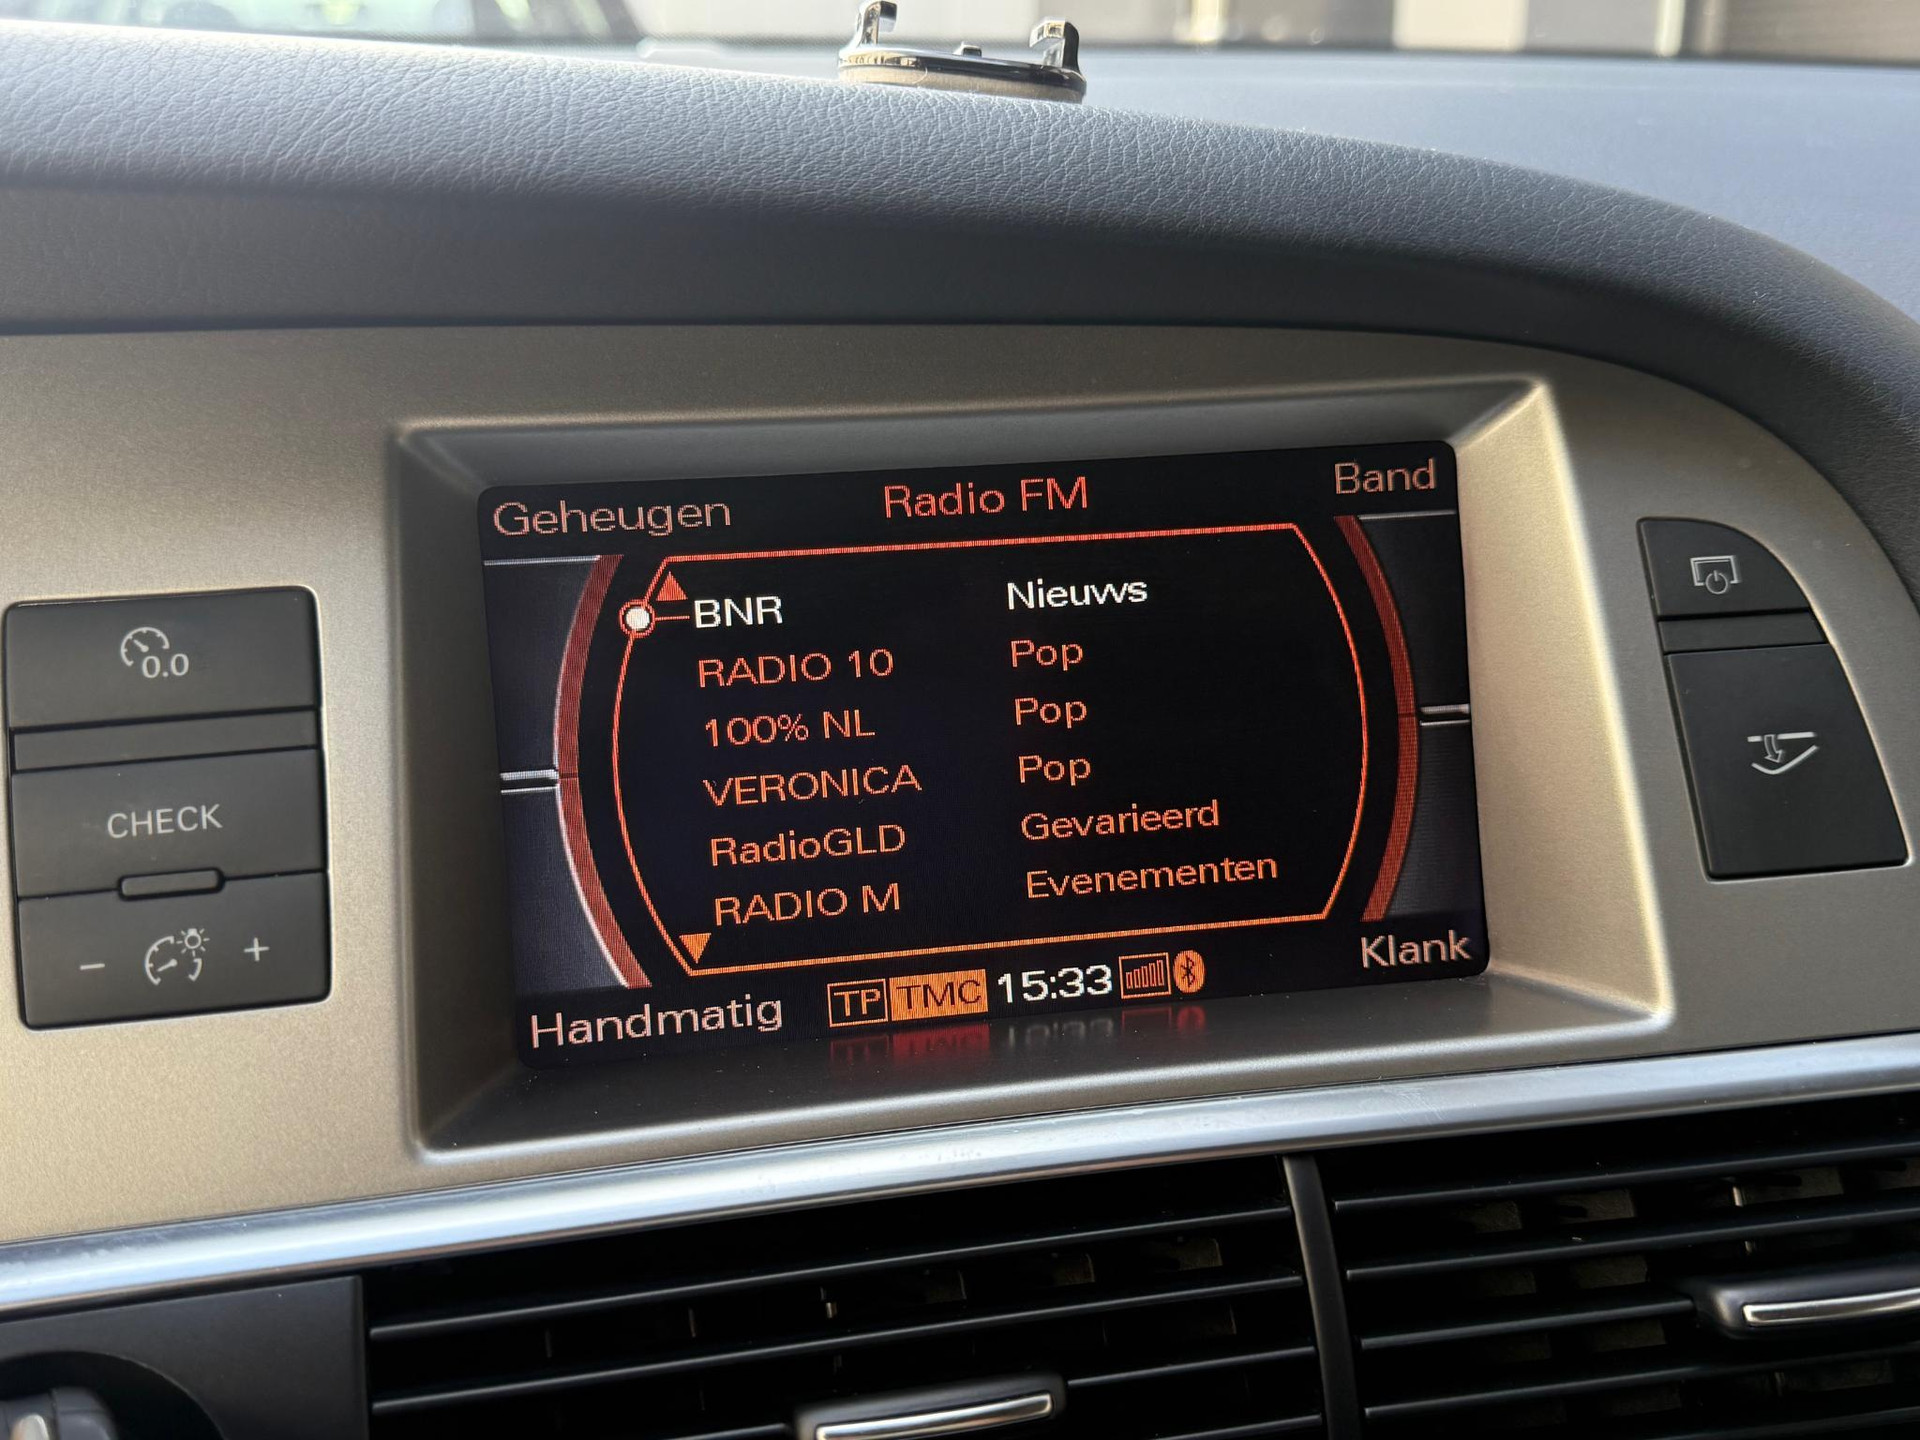 Geheugen Radio FM Band
BNR Nieuws
RADIO 10 Pop
100% NL Pop
VERONICA Pop
RadioGLD Gevarieerd
RADIO M Evenementen
Handmatig TP TMC 15:33 Klank
0.0
CHECK
- +